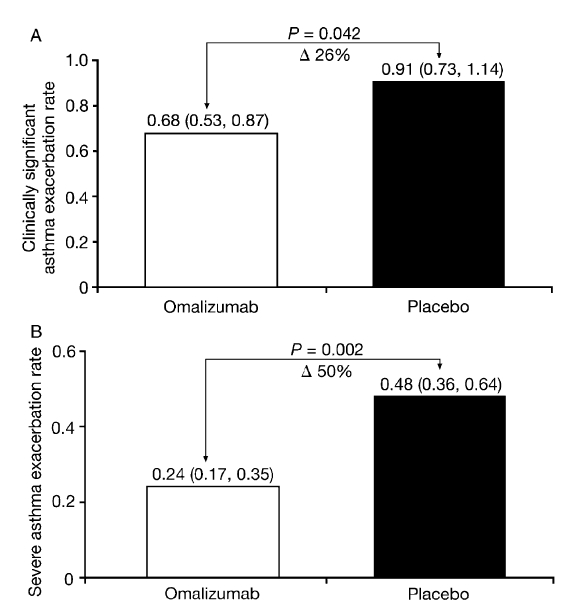 A
P = 0.042
Δ 26%
0.91 (0.73, 1.14)
0.68 (0.53, 0.87)
Clinically significant
asthma exacerbation rate
1.0
0.8
0.6
0.4
0.2
0
Omalizumab
Placebo
B
P = 0.002
Δ 50%
0.48 (0.36, 0.64)
0.24 (0.17, 0.35)
Severe asthma exacerbation rate
0.6
0.4
0.2
0
Omalizumab
Placebo